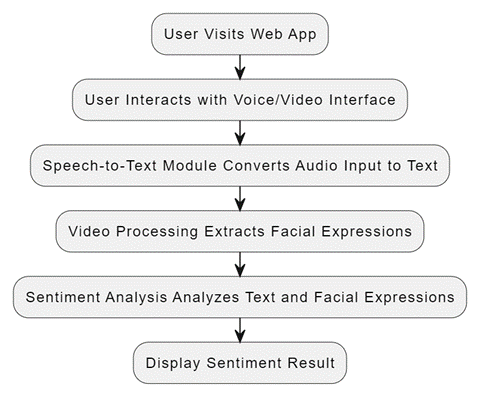 User Visits Web App
User Interacts with Voice/Video Interface
Speech-to-Text Module Converts Audio Input to Text
Video Processing Extracts Facial Expressions
Sentiment Analysis Analyzes Text and Facial Expressions
Display Sentiment Result